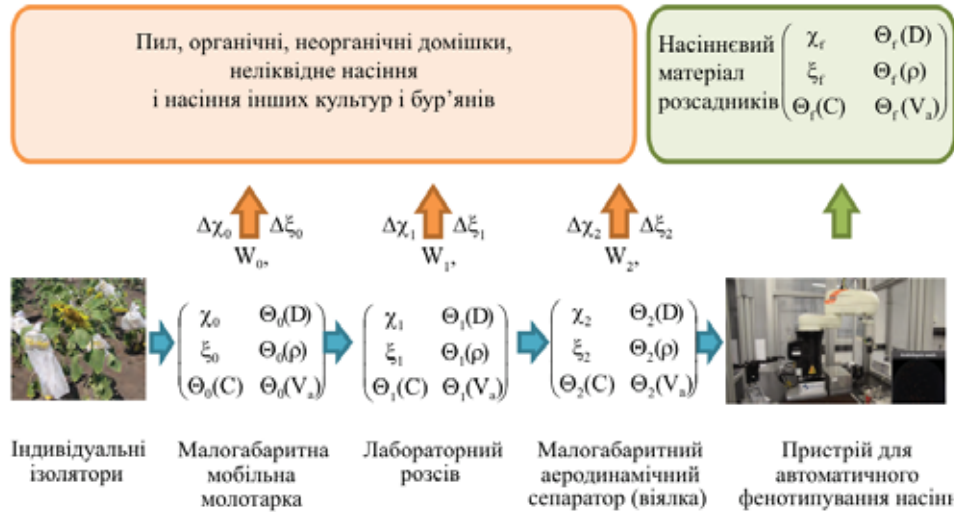 Пил, органічні, неорганічні домішки,
неліквідне насіння
і насіння інших культур і бур’янів
Насіннєвий
матеріал
розсадників
χf Θf(D)
ξf Θf(ρ)
Θf(C) Θf(Va)
Δχ0 Δξ0
W0,
Δχ1 Δξ1
W1,
Δχ2 Δξ2
W2,
χ0 Θ0(D)
ξ0 Θ0(ρ)
Θ0(C) Θ0(Va)
χ1 Θ1(D)
ξ1 Θ1(ρ)
Θ1(C) Θ1(Va)
χ2 Θ2(D)
ξ2 Θ2(ρ)
Θ2(C) Θ2(Va)
Індивідуальні
ізолятори
Малогабаритна
мобільна
молотарка
Лабораторний
розсів
Малогабаритний
аеродинамічний
сепаратор (віялка)
Пристрій для
автоматичного
фенотипування насінн